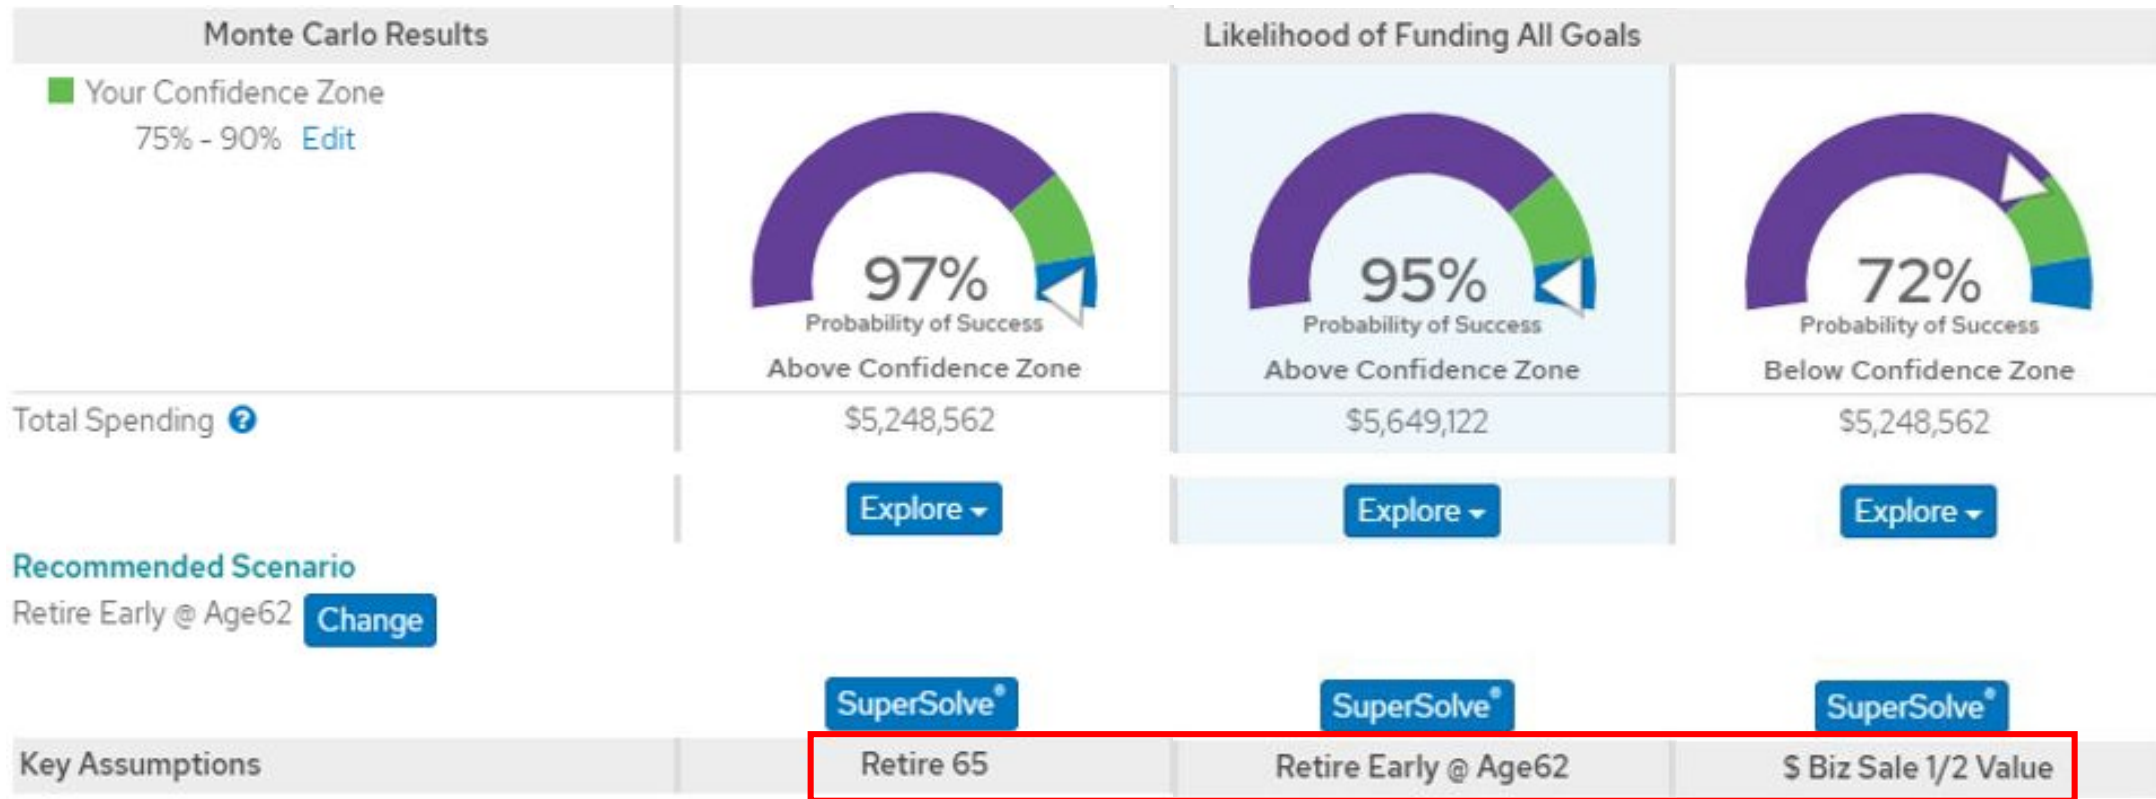 Monte Carlo Results
Likelihood of Funding All Goals
Your Confidence Zone
75% - 90% Edit
97%
Probability of Success
Above Confidence Zone
95%
Probability of Success
Above Confidence Zone
72%
Probability of Success
Below Confidence Zone
Total Spending ?
$5,248,562
$5,649,122
$5,248,562
Explore
Explore
Explore
Recommended Scenario
Retire Early @ Age62 Change
SuperSolve®
SuperSolve®
SuperSolve®
Key Assumptions
Retire 65
Retire Early @ Age62
$ Biz Sale 1/2 Value